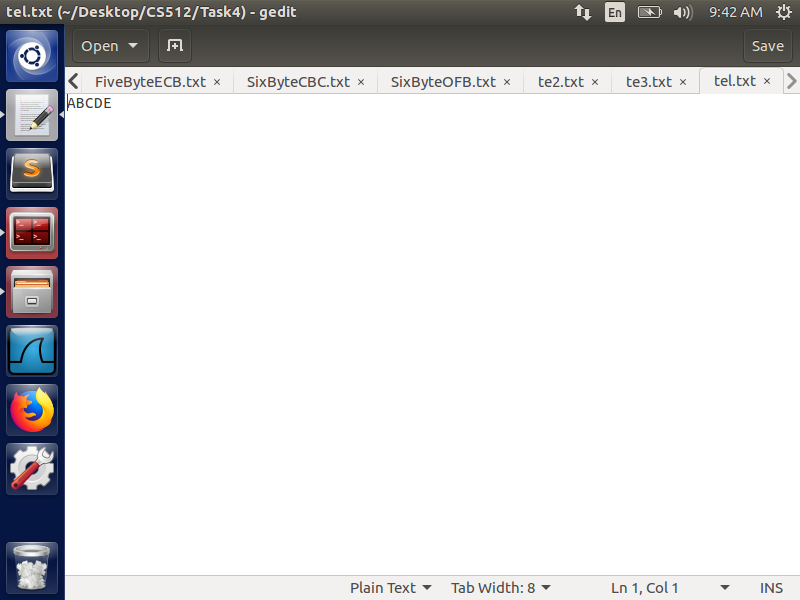 tel.txt (~/Desktop/CS512/Task4) - gedit
En
9:42 AM
Open
Save
FiveByteECB.txt ×
SixByteCBC.txt ×
SixByteOFB.txt ×
te2.txt ×
te3.txt ×
tel.txt ×
ABCDE
Plain Text
Tab Width: 8
Ln 1, Col 1
INS